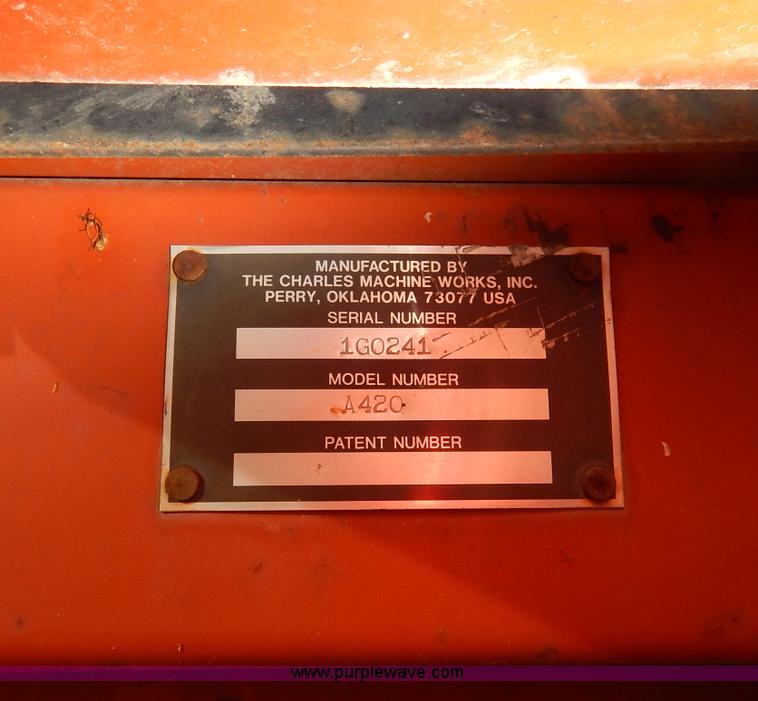 MANUFACTURED BY
THE CHARLES MACHINE WORKS, INC.
PERRY, OKLAHOMA 73077 USA
SERIAL NUMBER
1G0241
MODEL NUMBER
A420
PATENT NUMBER
www.purplewave.com